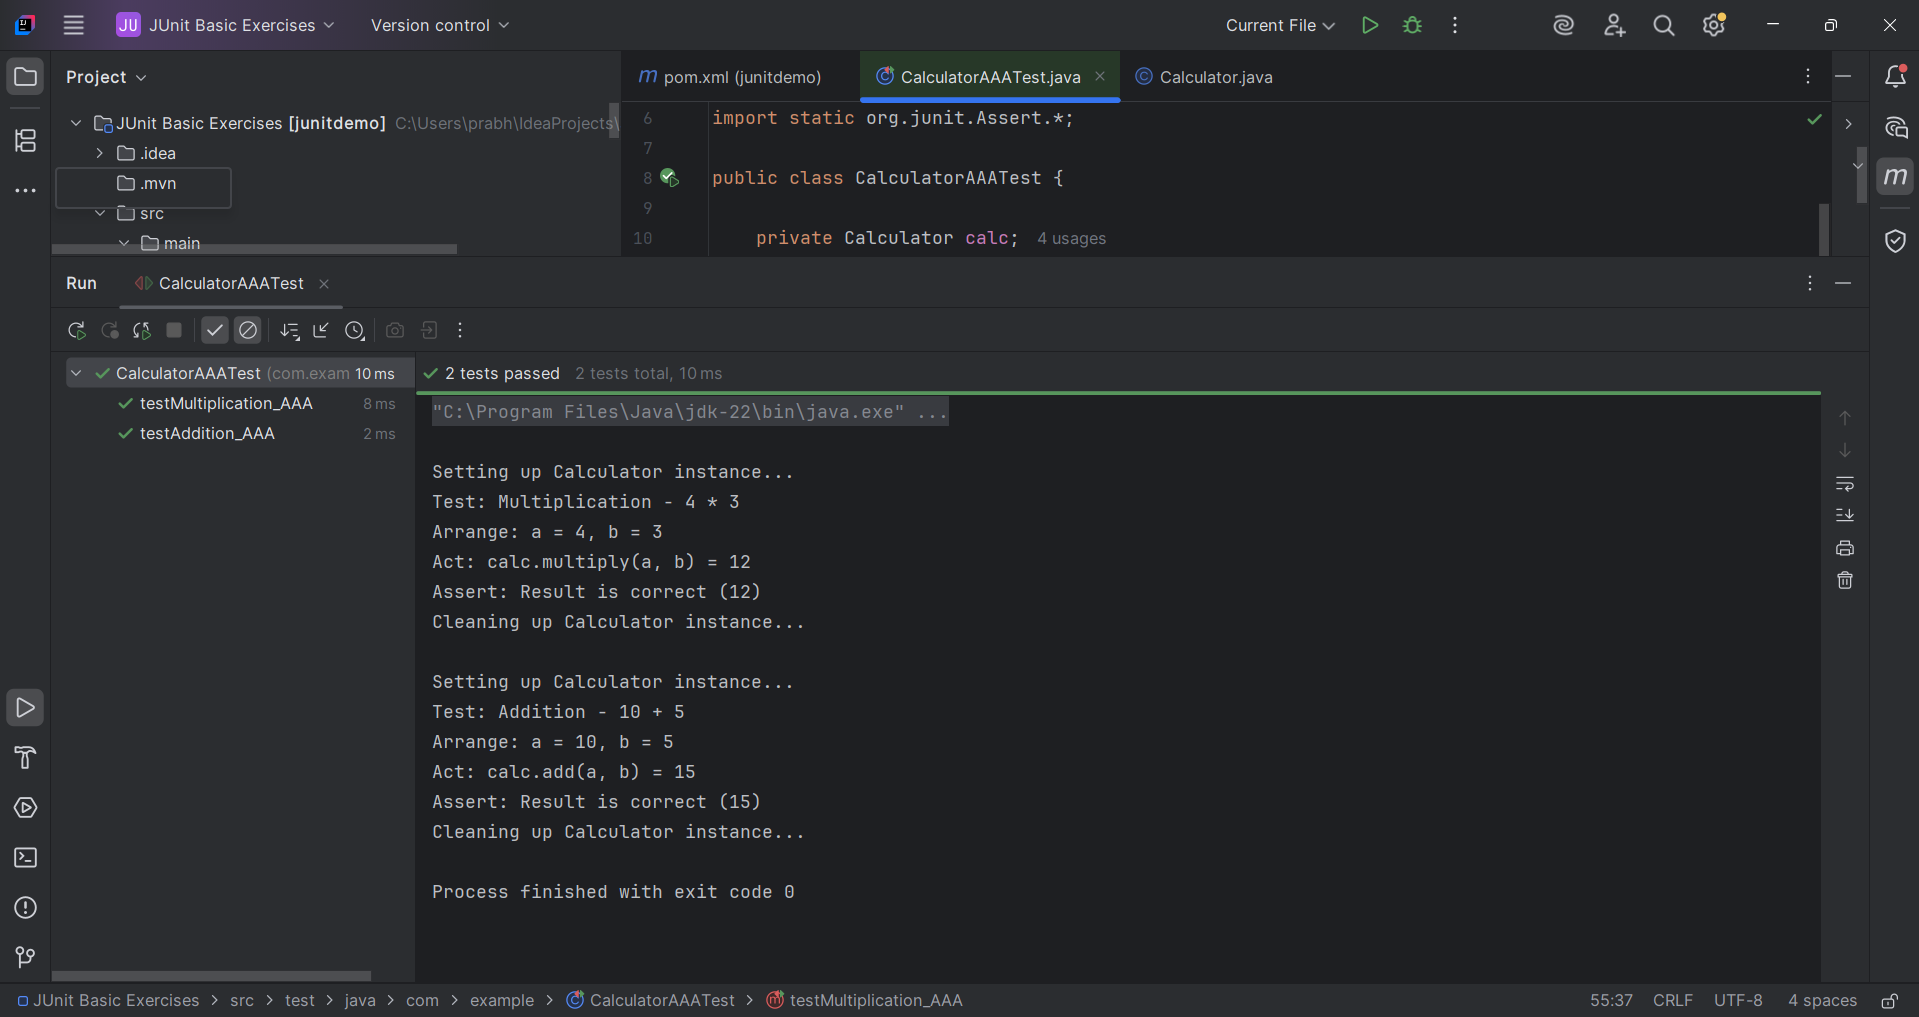 JU JUnit Basic Exercises Version control Current File
Project
pom.xml (junitdemo) CalculatorAAATest.java Calculator.java
JUnit Basic Exercises [junitdemo] C:\Users\prabh\IdeaProjects\
.idea
.mvn
src
main
6 import static org.junit.Assert.*;
7
8 public class CalculatorAAATest {
9
10 private Calculator calc; 4 usages
Run CalculatorAAATest
CalculatorAAATest (com.exam 10 ms
testMultiplication_AAA 8 ms
testAddition_AAA 2 ms
2 tests passed 2 tests total, 10 ms
"C:\Program Files\Java\jdk-22\bin\java.exe" ...
Setting up Calculator instance...
Test: Multiplication - 4 * 3
Arrange: a = 4, b = 3
Act: calc.multiply(a, b) = 12
Assert: Result is correct (12)
Cleaning up Calculator instance...
Setting up Calculator instance...
Test: Addition - 10 + 5
Arrange: a = 10, b = 5
Act: calc.add(a, b) = 15
Assert: Result is correct (15)
Cleaning up Calculator instance...
Process finished with exit code 0
JUnit Basic Exercises > src > test > java > com > example > CalculatorAAATest > testMultiplication_AAA 55:37 CRLF UTF-8 4 spaces